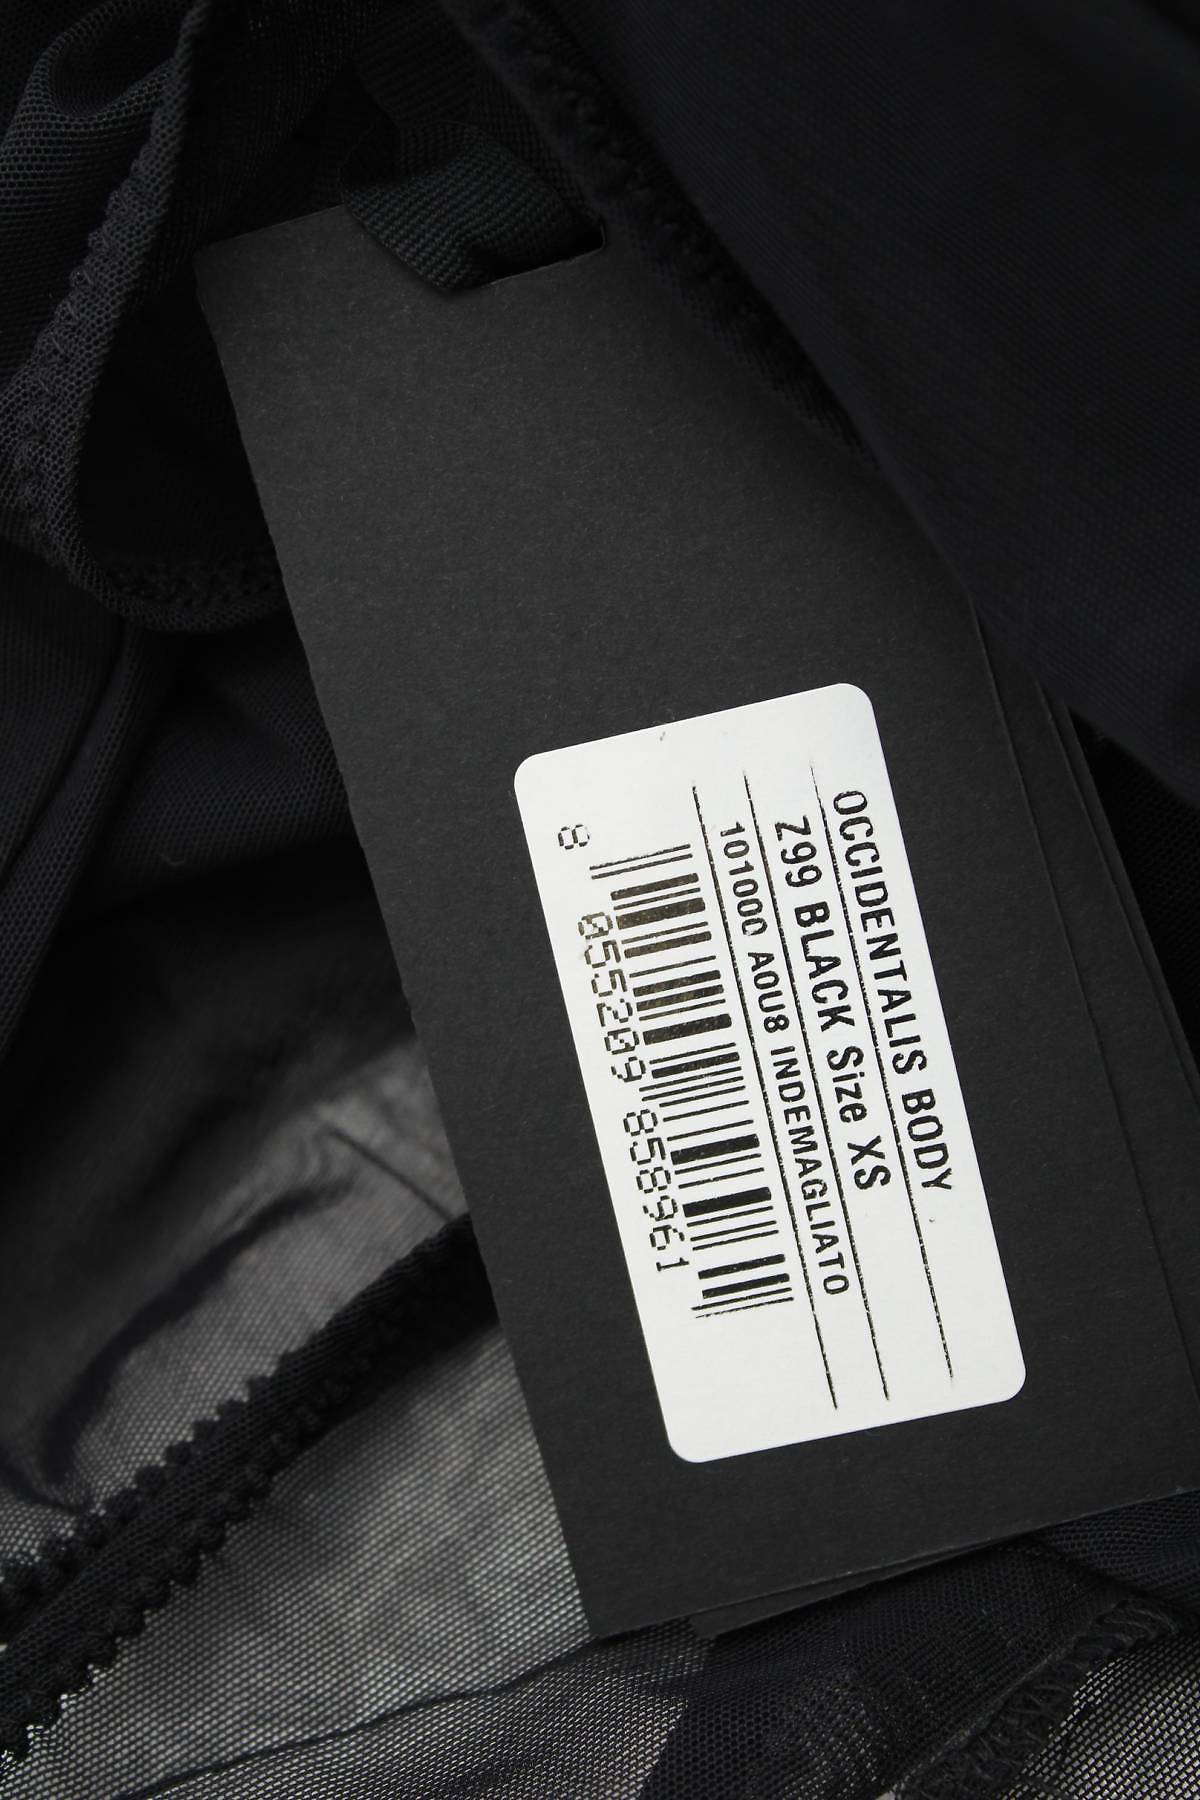 OCCIDENTALIS BODY
Z99 BLACK Size XS
101000 A0U8 INDEMAGLIATO
8 055209 858961